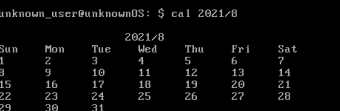 unknown_user@unknownOS: $ cal 2021/8
2021/8
Sun Mon Tue Wed Thu Fri Sat
1 2 3 4 5 6 7
8 9 10 11 12 13 14
15 16 17 18 19 20 21
22 23 24 25 26 27 28
29 30 31